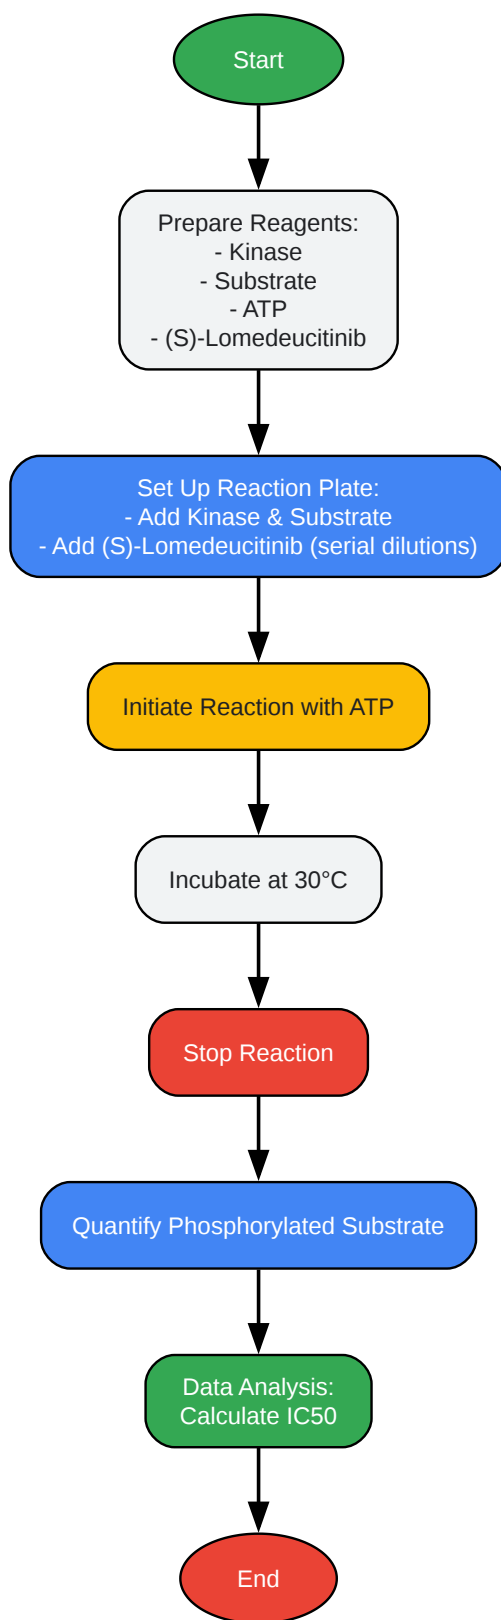 Start
Prepare Reagents:
- Kinase
- Substrate
- ATP
- (S)-Lomedeucitinib
Set Up Reaction Plate:
- Add Kinase & Substrate
- Add (S)-Lomedeucitinib (serial dilutions)
Initiate Reaction with ATP
Incubate at 30°C
Stop Reaction
Quantify Phosphorylated Substrate
Data Analysis:
Calculate IC50
End